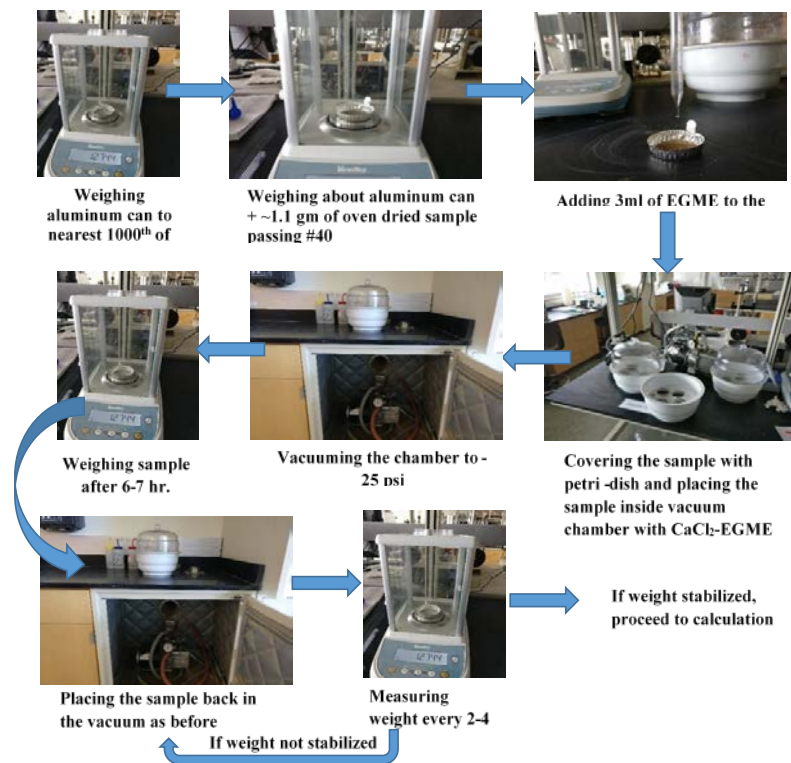 Weighing
aluminum can to
nearest 1000th of
Weighing about aluminum can
+ ~1.1 gm of oven dried sample
passing #40
Adding 3ml of EGME to the
Covering the sample with
petri -dish and placing the
sample inside vacuum
chamber with CaCl₂-EGME
Vacuuming the chamber to -
25 psi
Weighing sample
after 6-7 hr.
Placing the sample back in
the vacuum as before
Measuring
weight every 2-4
If weight stabilized,
proceed to calculation
If weight not stabilized